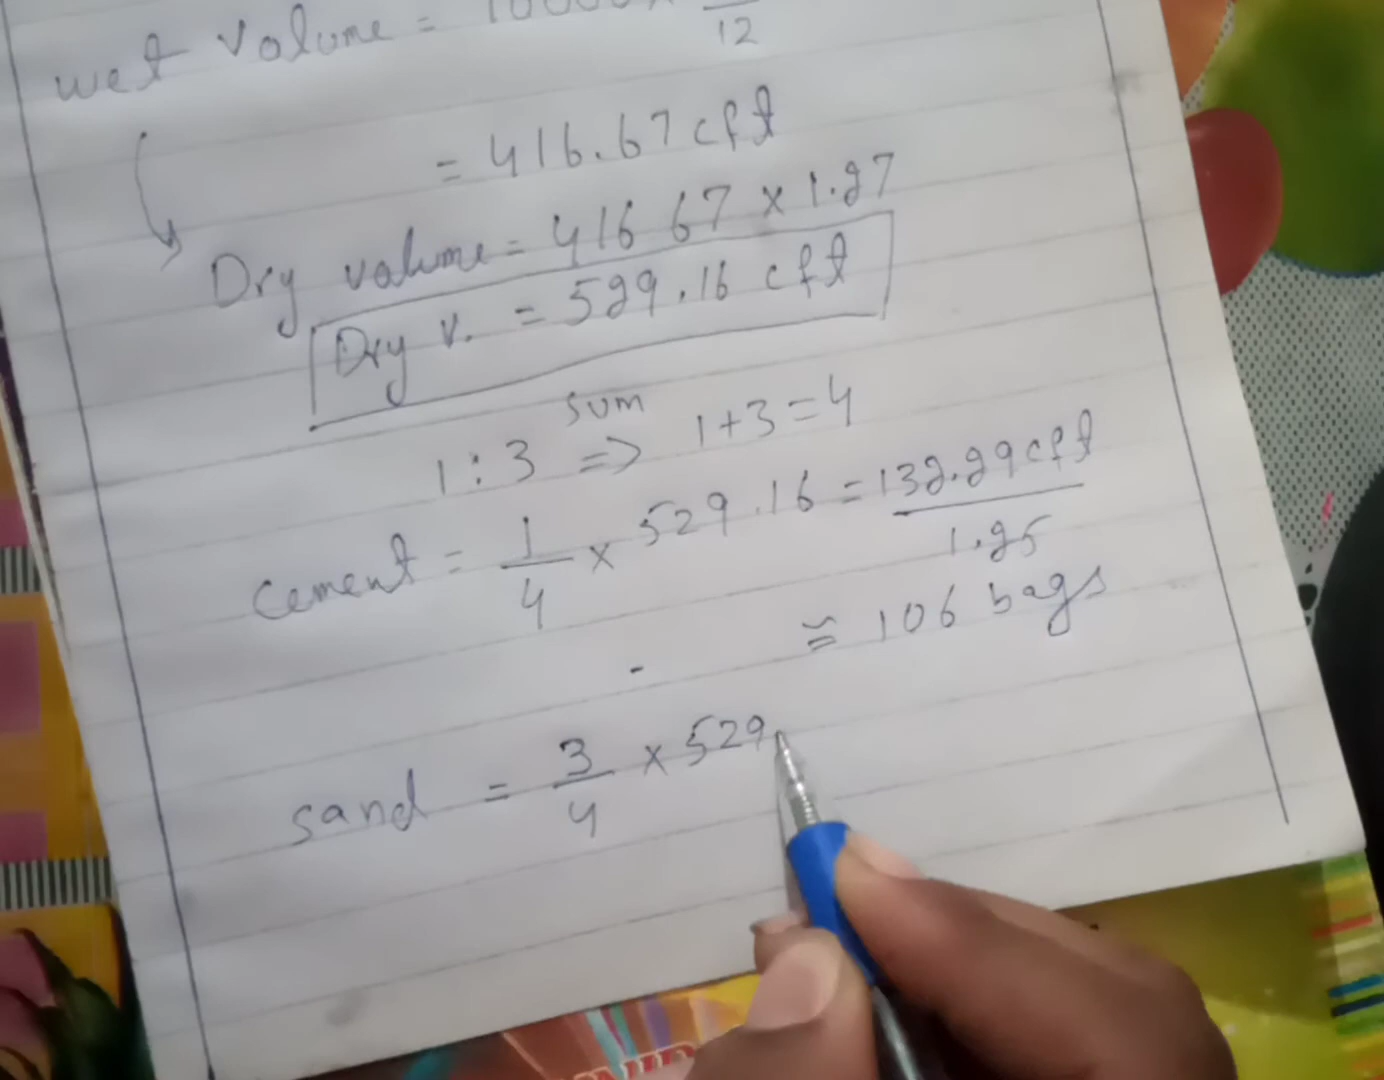 wet volume =
12
= 416.67 cft
Dry volume = 416 67 x 1.27
Dry V. = 529.16 cft
1 : 3 sum => 1+3=4
cement = 1/4 x 529.16 = 132.29 cft
1.25
≅ 106 bags
sand = 3/4 x 529.